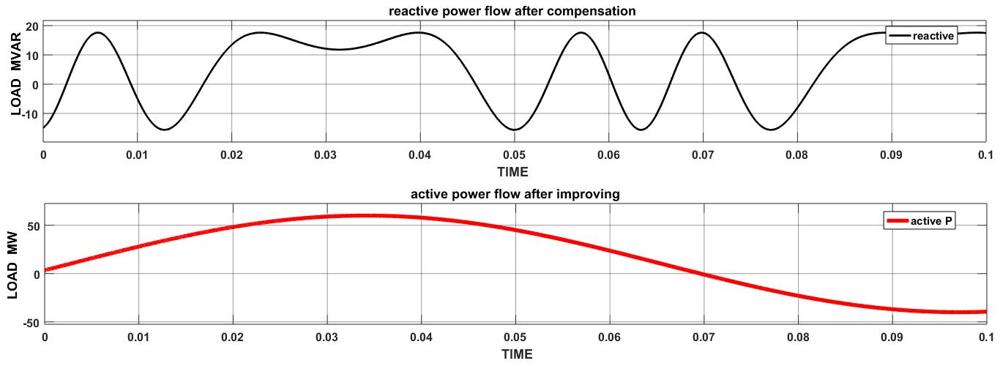 reactive power flow after compensation
20
10
0
-10
LOAD MVAR
reactive
0 0.01 0.02 0.03 0.04 0.05 0.06 0.07 0.08 0.09 0.1
TIME
active power flow after improving
50
0
-50
LOAD MW
active P
0 0.01 0.02 0.03 0.04 0.05 0.06 0.07 0.08 0.09 0.1
TIME